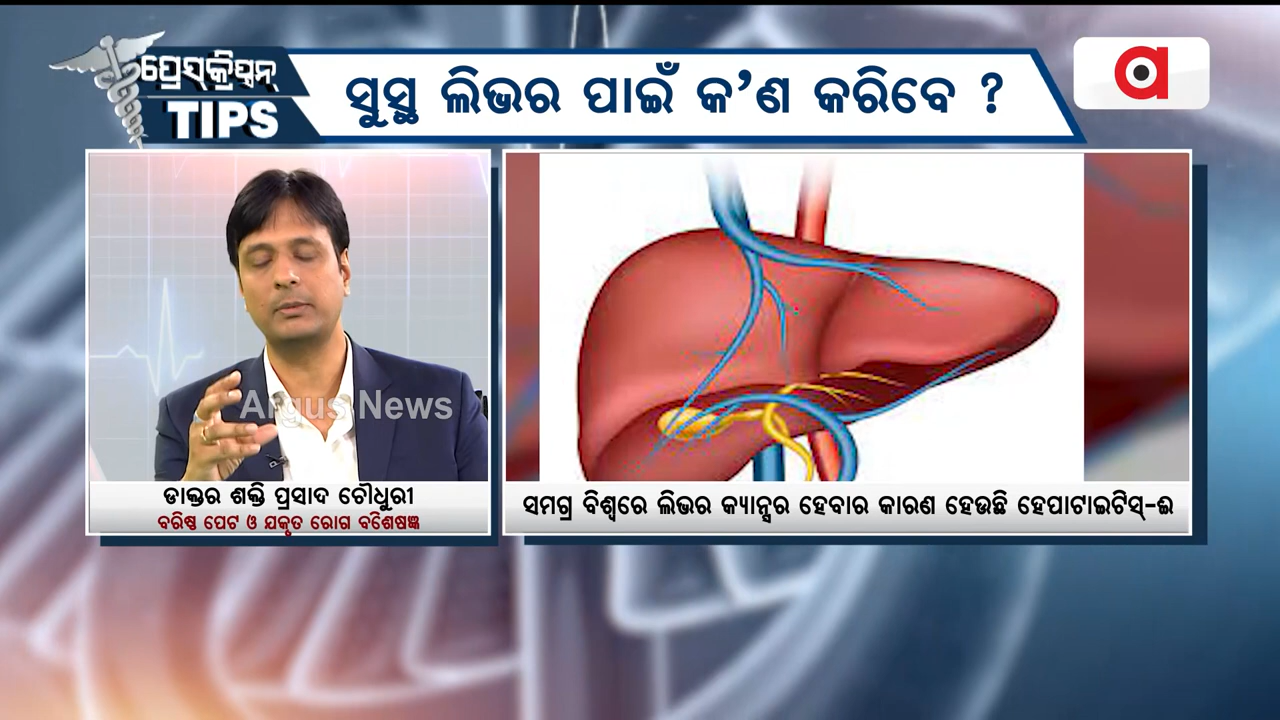 ପ୍ରେସ୍କ୍ରିପ୍ସନ୍
TIPS
ସୁସ୍ଥ ଲିଭର ପାଇଁ କ'ଣ କରିବେ ?
a
Argus News
ଡାକ୍ତର ଶକ୍ତି ପ୍ରସାଦ ଚୌଧୁରୀ
ବରିଷ୍ଠ ପେଟ ଓ ଯକୃତ ରୋଗ ବିଶେଷଜ୍ଞ
ସମଗ୍ର ବିଶ୍ୱରେ ଲିଭର କ୍ୟାନ୍ସର ହେବାର କାରଣ ହେଉଛି ହେପାଟାଇଟିସ୍-ଈ